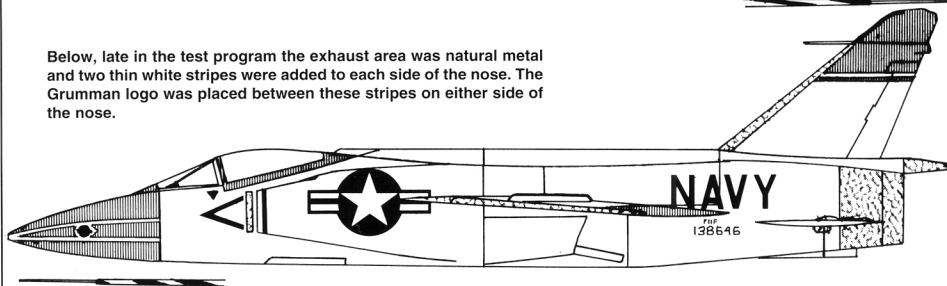 Below, late in the test program the exhaust area was natural metal
and two thin white stripes were added to each side of the nose. The
Grumman logo was placed between these stripes on either side of
the nose.
NAVY
F11F
138646